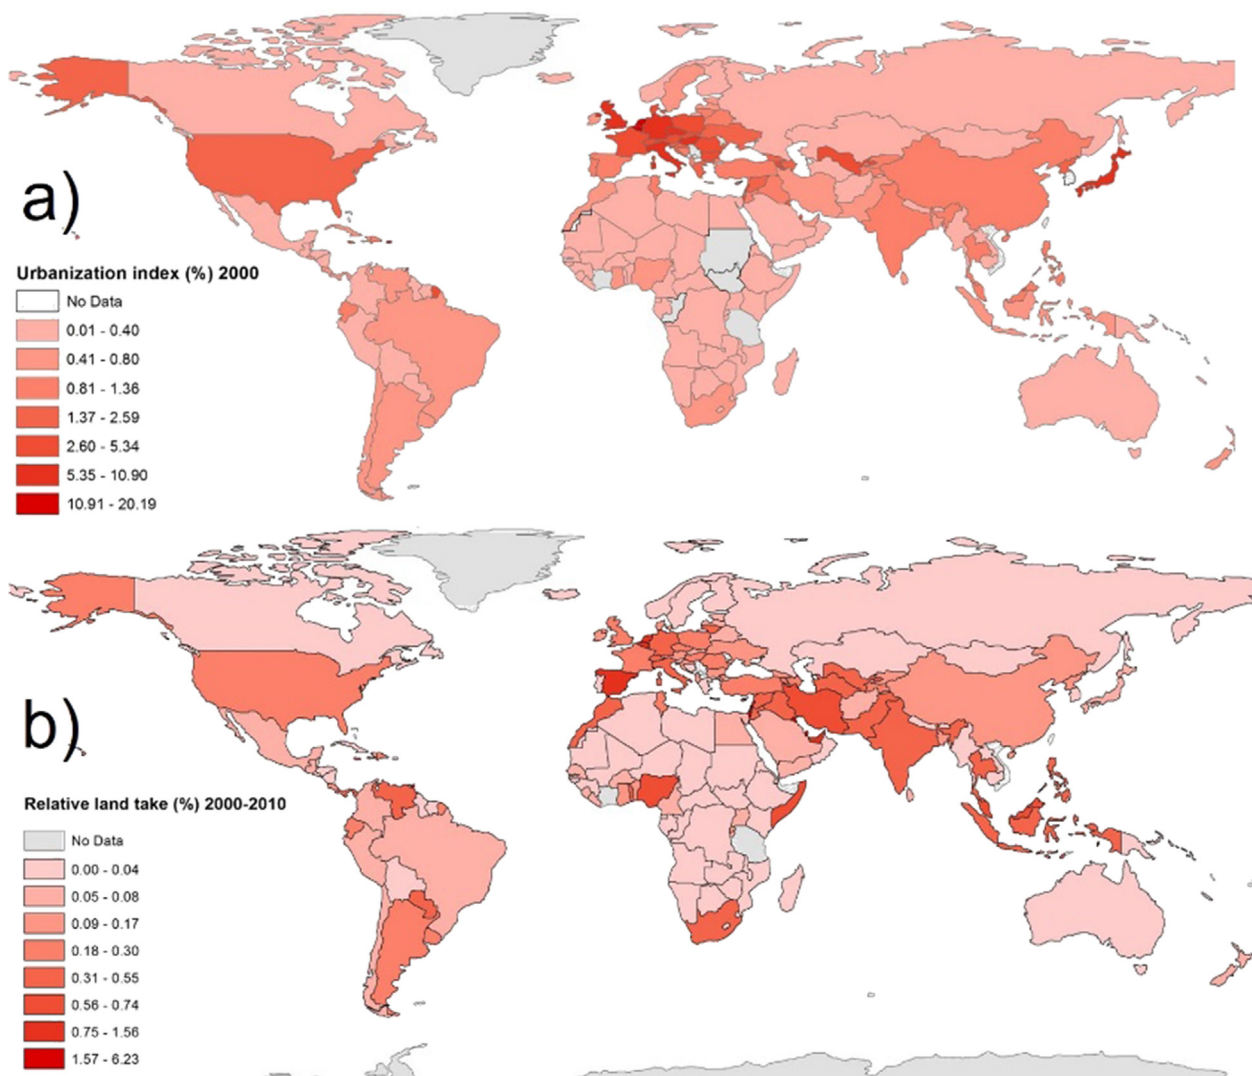 a)
Urbanization index (%) 2000
No Data
0.01 - 0.40
0.41 - 0.80
0.81 - 1.36
1.37 - 2.59
2.60 - 5.34
5.35 - 10.90
10.91 - 20.19
b)
Relative land take (%) 2000-2010
No Data
0.00 - 0.04
0.05 - 0.08
0.09 - 0.17
0.18 - 0.30
0.31 - 0.55
0.56 - 0.74
0.75 - 1.56
1.57 - 6.23